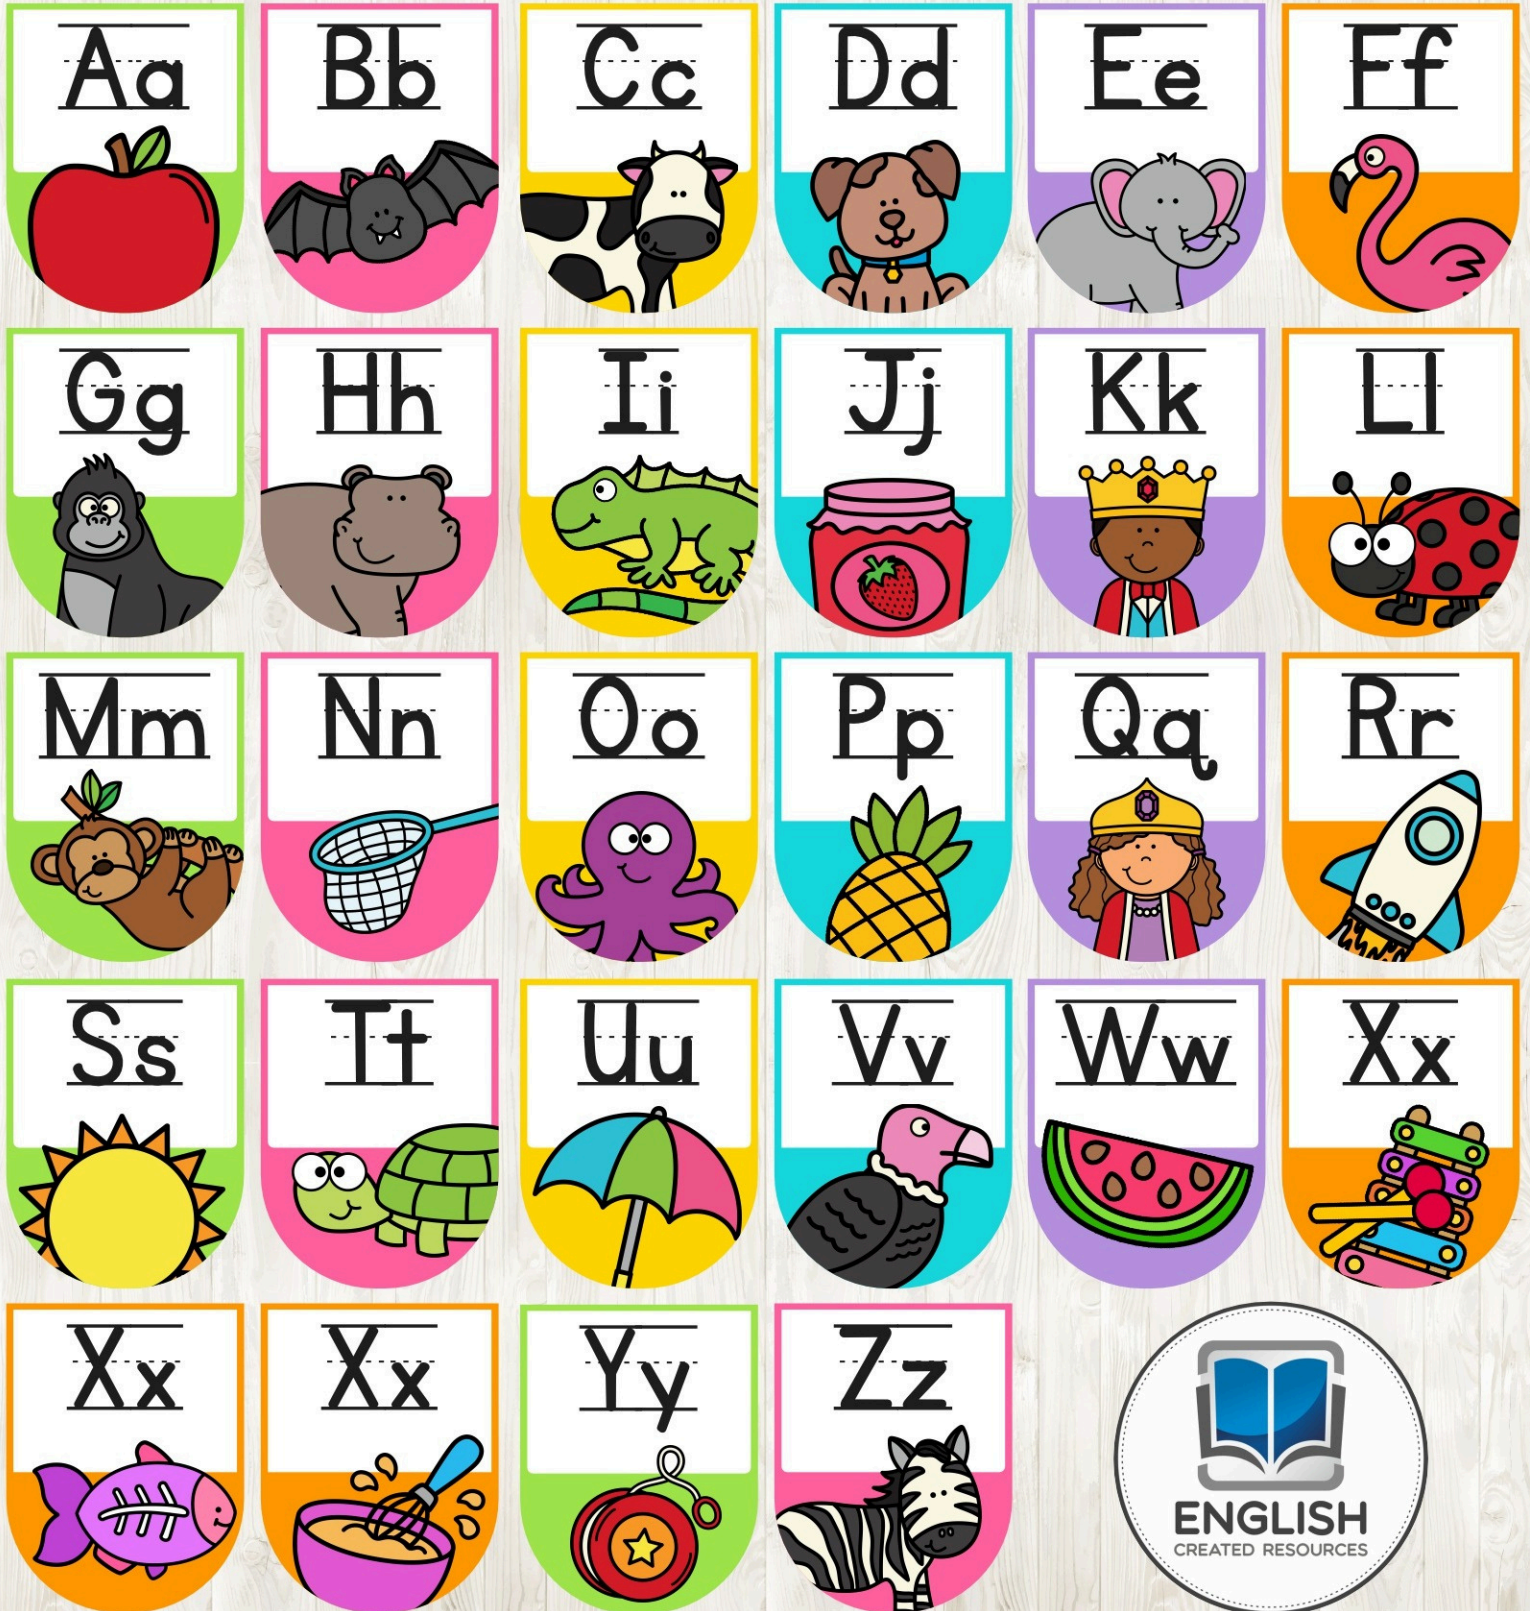 Aa Bb Cc Dd Ee Ff
Gg Hh Ii Jj Kk Ll
Mm Nn Oo Pp Qq Rr
Ss Tt Uu Vv Ww Xx
Xx Xx Yy Zz
ENGLISH
CREATED RESOURCES